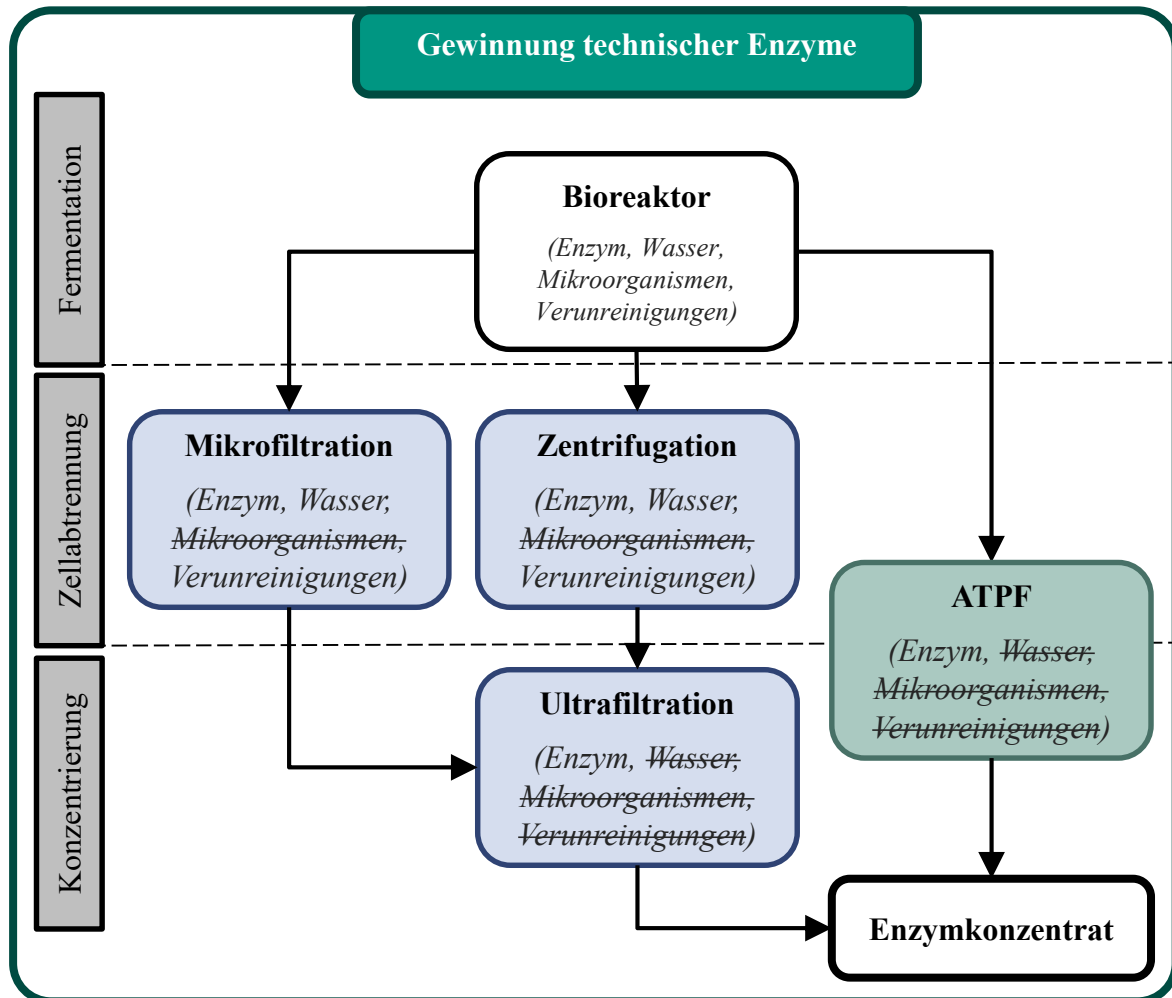 Gewinnung technischer Enzyme
Fermentation
Bioreaktor
(Enzym, Wasser,
Mikroorganismen,
Verunreinigungen)
Zellabtrennung
Mikrofiltration
(Enzym, Wasser,
Mikroorganismen,
Verunreinigungen)
Zentrifugation
(Enzym, Wasser,
Mikroorganismen,
Verunreinigungen)
ATPF
(Enzym, Wasser,
Mikroorganismen,
Verunreinigungen)
Konzentrierung
Ultrafiltration
(Enzym, Wasser,
Mikroorganismen,
Verunreinigungen)
Enzymkonzentrat